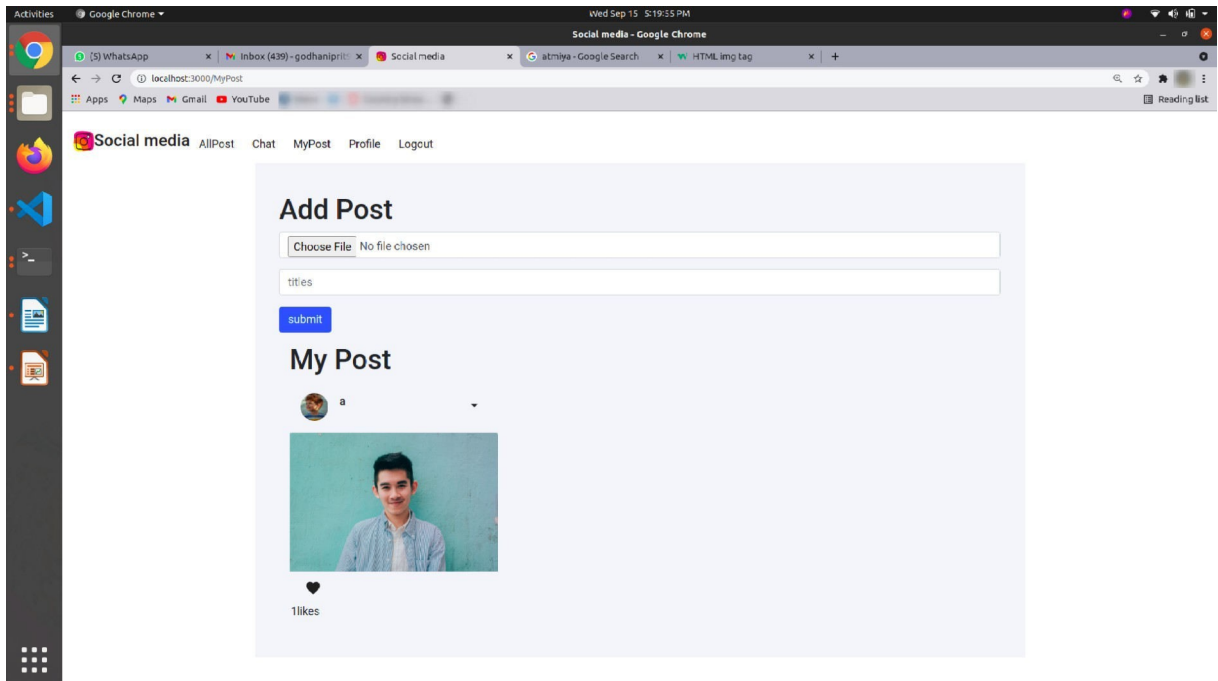 Activities Google Chrome Wed Sep 15 5:19:55 PM
Social media - Google Chrome
(5) WhatsApp Inbox (439) - godhanipriti Social media atmiya - Google Search HTML img tag
localhost:3000/MyPost
Apps Maps Gmail YouTube Reading list
Social media AllPost Chat MyPost Profile Logout
Add Post
Choose File No file chosen
titles
submit
My Post
a
1likes